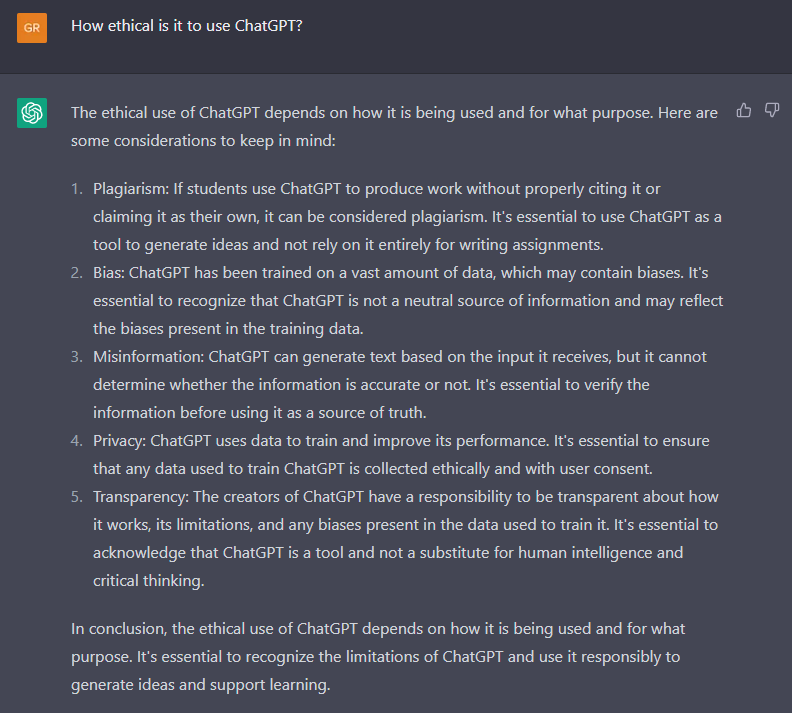 GR
How ethical is it to use ChatGPT?
The ethical use of ChatGPT depends on how it is being used and for what purpose. Here are
some considerations to keep in mind:
1. Plagiarism: If students use ChatGPT to produce work without properly citing it or
claiming it as their own, it can be considered plagiarism. It's essential to use ChatGPT as a
tool to generate ideas and not rely on it entirely for writing assignments.
2. Bias: ChatGPT has been trained on a vast amount of data, which may contain biases. It's
essential to recognize that ChatGPT is not a neutral source of information and may reflect
the biases present in the training data.
3. Misinformation: ChatGPT can generate text based on the input it receives, but it cannot
determine whether the information is accurate or not. It's essential to verify the
information before using it as a source of truth.
4. Privacy: ChatGPT uses data to train and improve its performance. It's essential to ensure
that any data used to train ChatGPT is collected ethically and with user consent.
5. Transparency: The creators of ChatGPT have a responsibility to be transparent about how
it works, its limitations, and any biases present in the data used to train it. It's essential to
acknowledge that ChatGPT is a tool and not a substitute for human intelligence and
critical thinking.
In conclusion, the ethical use of ChatGPT depends on how it is being used and for what
purpose. It's essential to recognize the limitations of ChatGPT and use it responsibly to
generate ideas and support learning.